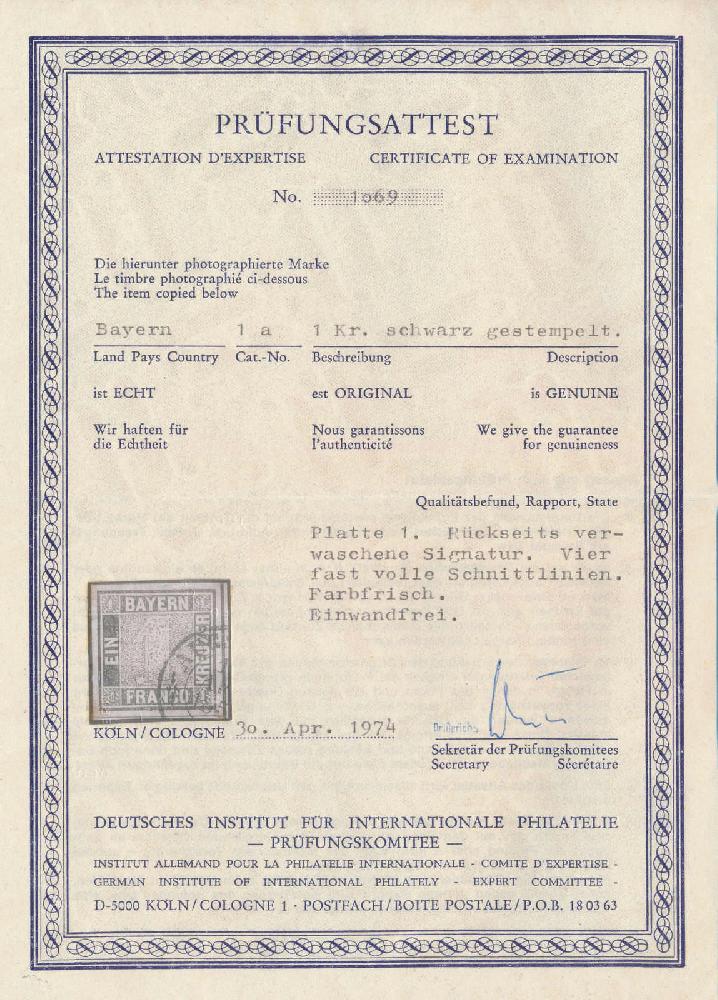 PRÜFUNGSATTEST
ATTESTATION D'EXPERTISE CERTIFICATE OF EXAMINATION
No. 1o69
Die hierunter photographierte Marke
Le timbre photographié ci-dessous
The item copied below
Bayern 1 a 1 Kr. schwarz gestempelt.
Land Pays Country Cat.-No. Beschreibung Description
ist ECHT est ORIGINAL is GENUINE
Wir haften für Nous garantissons We give the guarantee
die Echtheit l'authenticité for genuineness
Qualitätsbefund, Rapport, State
Platte 1. Rückseits ver-
waschene Signatur. Vier
fast volle Schnittlinien.
Farbfrisch.
Einwandfrei.
BAYERN
EIN
KREUZER
FRANCO
KÖLN/COLOGNE 3o. Apr. 1974
Sekretär der Prüfungskomitees
Secretary Sécrétaire
DEUTSCHES INSTITUT FÜR INTERNATIONALE PHILATELIE
— PRÜFUNGSKOMITEE —
INSTITUT ALLEMAND POUR LA PHILATELIE INTERNATIONALE - COMITE D'EXPERTISE -
GERMAN INSTITUTE OF INTERNATIONAL PHILATELY - EXPERT COMMITTEE -
D-5000 KÖLN/COLOGNE 1 · POSTFACH/BOITE POSTALE/P.O.B. 18 03 63